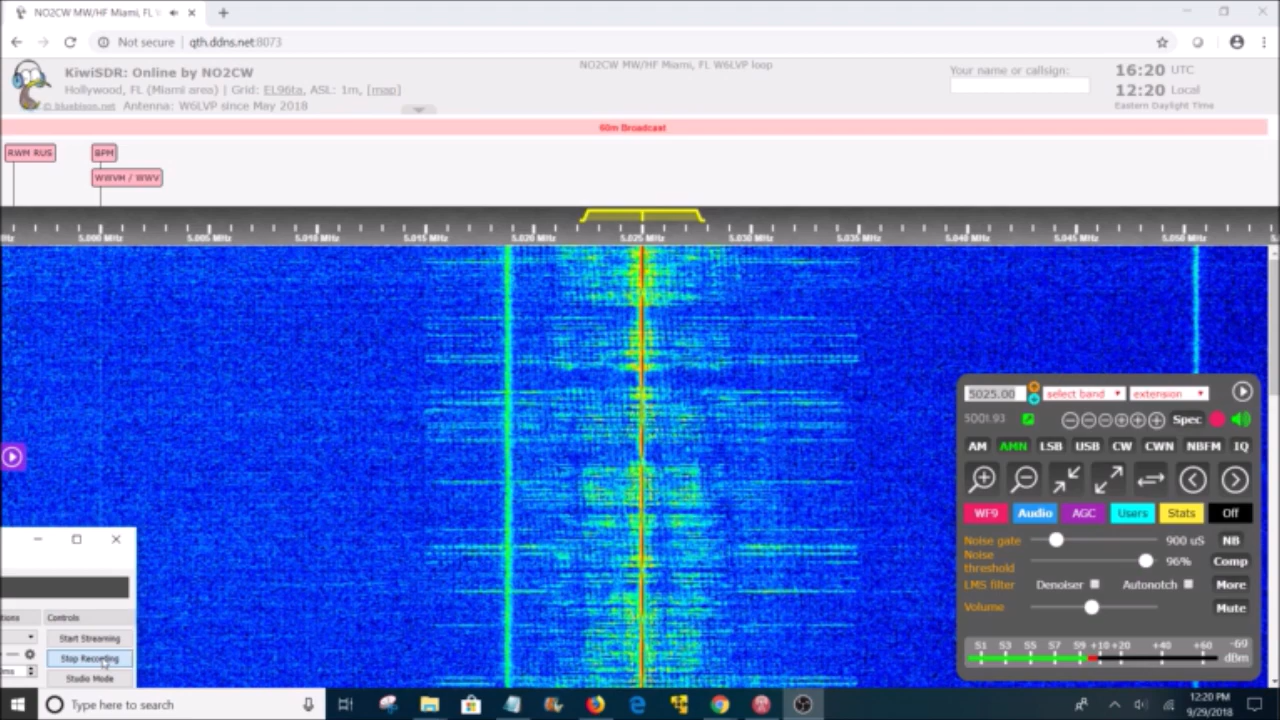 NO2CW MW/HF Miami, FL
Not secure | qth.ddns.net:8073
KiwiSDR: Online by NO2CW
Hollywood, FL (Miami area) | Grid: EL96ta, ASL: 1m, [map]
© bluebison.net Antenna: W6LVP since May 2018
NO2CW MW/HF Miami, FL W6LVP loop
Your name or callsign:
16:20 UTC
12:20 Local
Eastern Daylight Time
60m Broadcast
RWM RUS
BPM
WWVH / WWV
5.000 MHz 5.005 MHz 5.010 MHz 5.015 MHz 5.020 MHz 5.025 MHz 5.030 MHz 5.035 MHz 5.040 MHz 5.045 MHz 5.050 MHz
5025.00 select band extension
5001.93 Spec
AM AMN LSB USB CW CWN NBFM IQ
WF9 Audio AGC Users Stats Off
Noise gate 900 uS NB
Noise threshold 96% Comp
LMS filter Denoiser Autonotch More
Volume Mute
S1 S3 S5 S7 S9 +10 +20 +40 +60 -69 dBm
Controls
Start Streaming
Stop Recording
Studio Mode
Type here to search
12:20 PM
9/29/2018